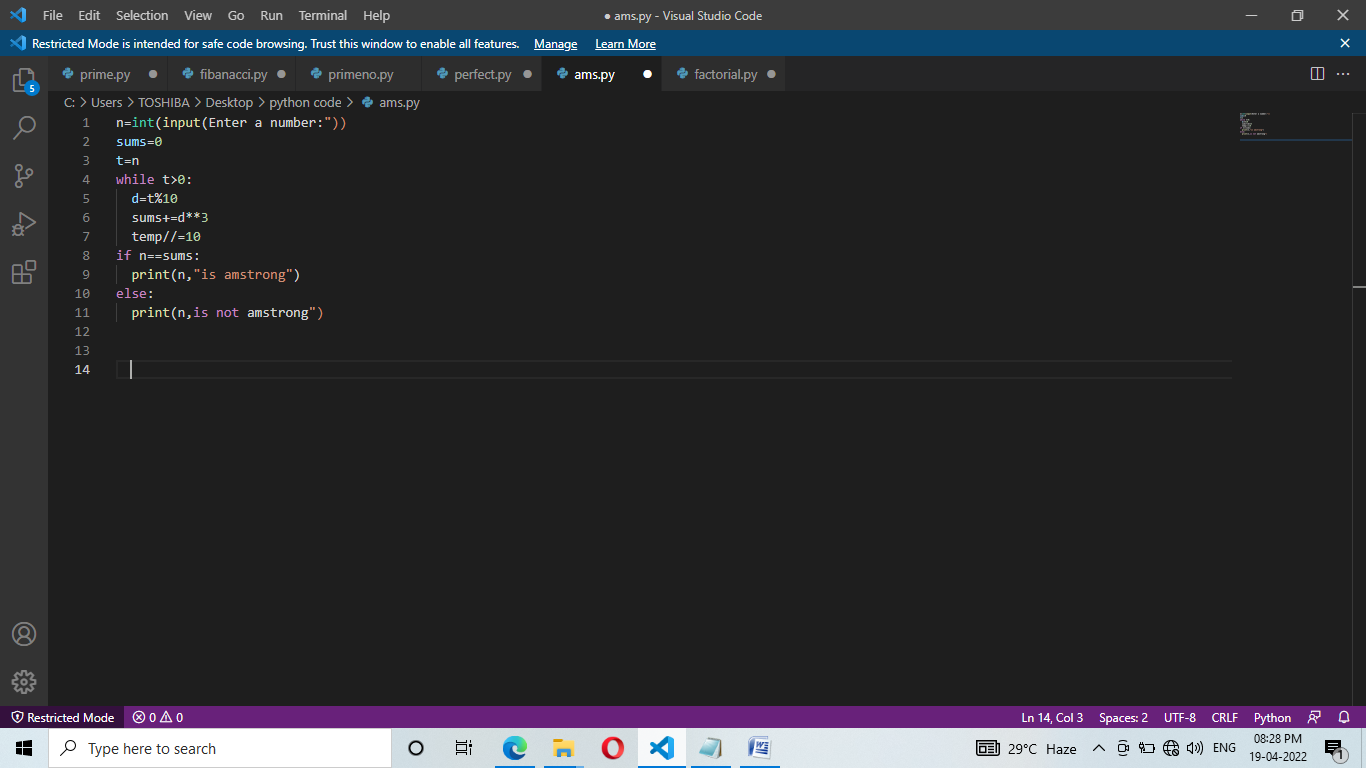 File Edit Selection View Go Run Terminal Help ● ams.py - Visual Studio Code
Restricted Mode is intended for safe code browsing. Trust this window to enable all features. Manage Learn More
prime.py ● fibanacci.py ● primeno.py perfect.py ● ams.py ● factorial.py ●
5
C: > Users > TOSHIBA > Desktop > python code > ams.py
1 n=int(input(Enter a number:"))
2 sums=0
3 t=n
4 while t>0:
5 d=t%10
6 sums+=d**3
7 temp//=10
8 if n==sums:
9 print(n,"is amstrong")
10 else:
11 print(n,is not amstrong")
12
13
14
Restricted Mode 0 0 Ln 14, Col 3 Spaces: 2 UTF-8 CRLF Python
Type here to search 29°C Haze ENG 08:28 PM
19-04-2022 1